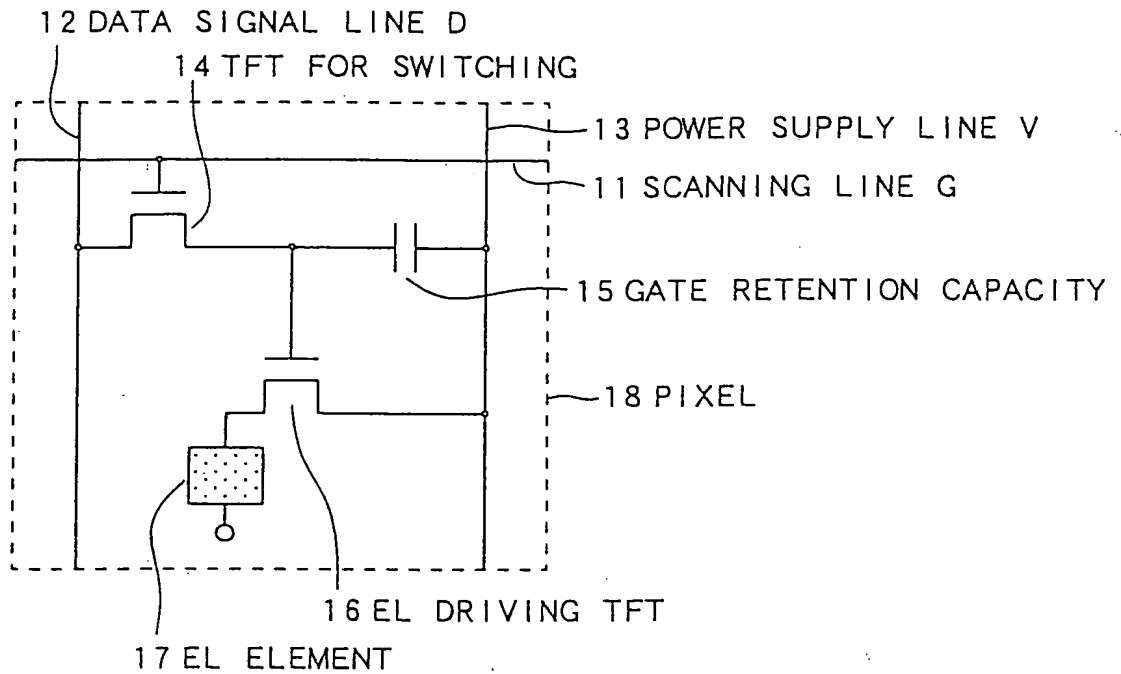 12 DATA SIGNAL LINE D
14 TFT FOR SWITCHING
13 POWER SUPPLY LINE V
11 SCANNING LINE G
15 GATE RETENTION CAPACITY
18 PIXEL
16 EL DRIVING TFT
17 EL ELEMENT